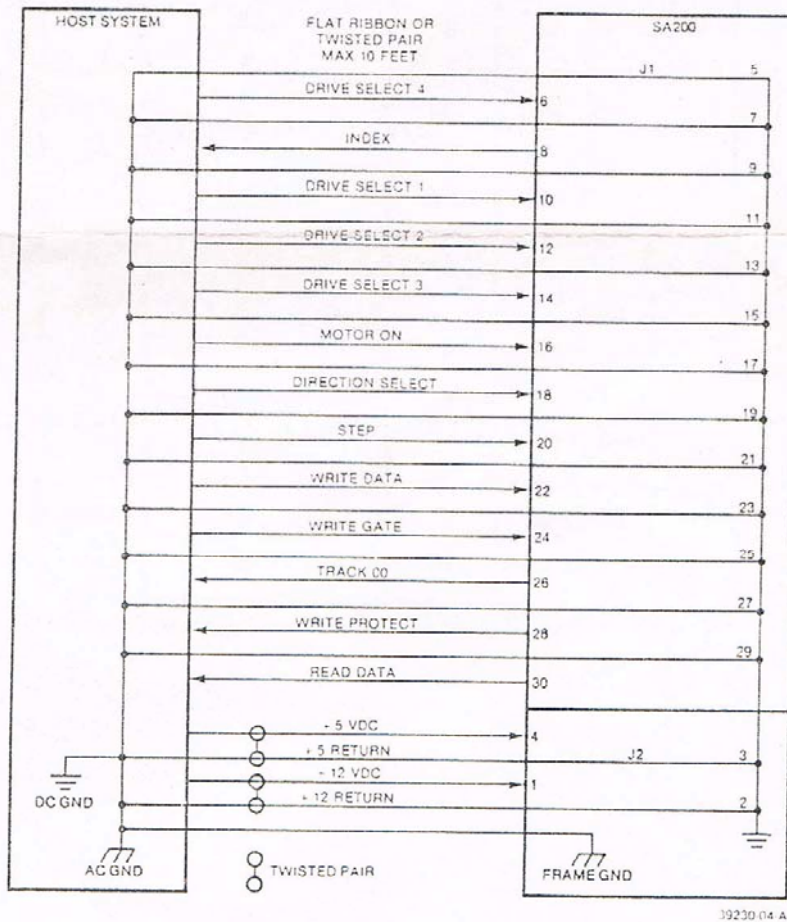 HOST SYSTEM
FLAT RIBBON OR
TWISTED PAIR
MAX 10 FEET
SA200
J1 5
DRIVE SELECT 4 6
7
INDEX 8
9
DRIVE SELECT 1 10
11
DRIVE SELECT 2 12
13
DRIVE SELECT 3 14
15
MOTOR ON 16
17
DIRECTION SELECT 18
19
STEP 20
21
WRITE DATA 22
23
WRITE GATE 24
25
TRACK 00 26
27
WRITE PROTECT 28
29
READ DATA 30
+ 5 VDC 4
+ 5 RETURN J2 3
- 12 VDC 1
+ 12 RETURN 2
DC GND
AC GND
TWISTED PAIR
FRAME GND
39230-04-A